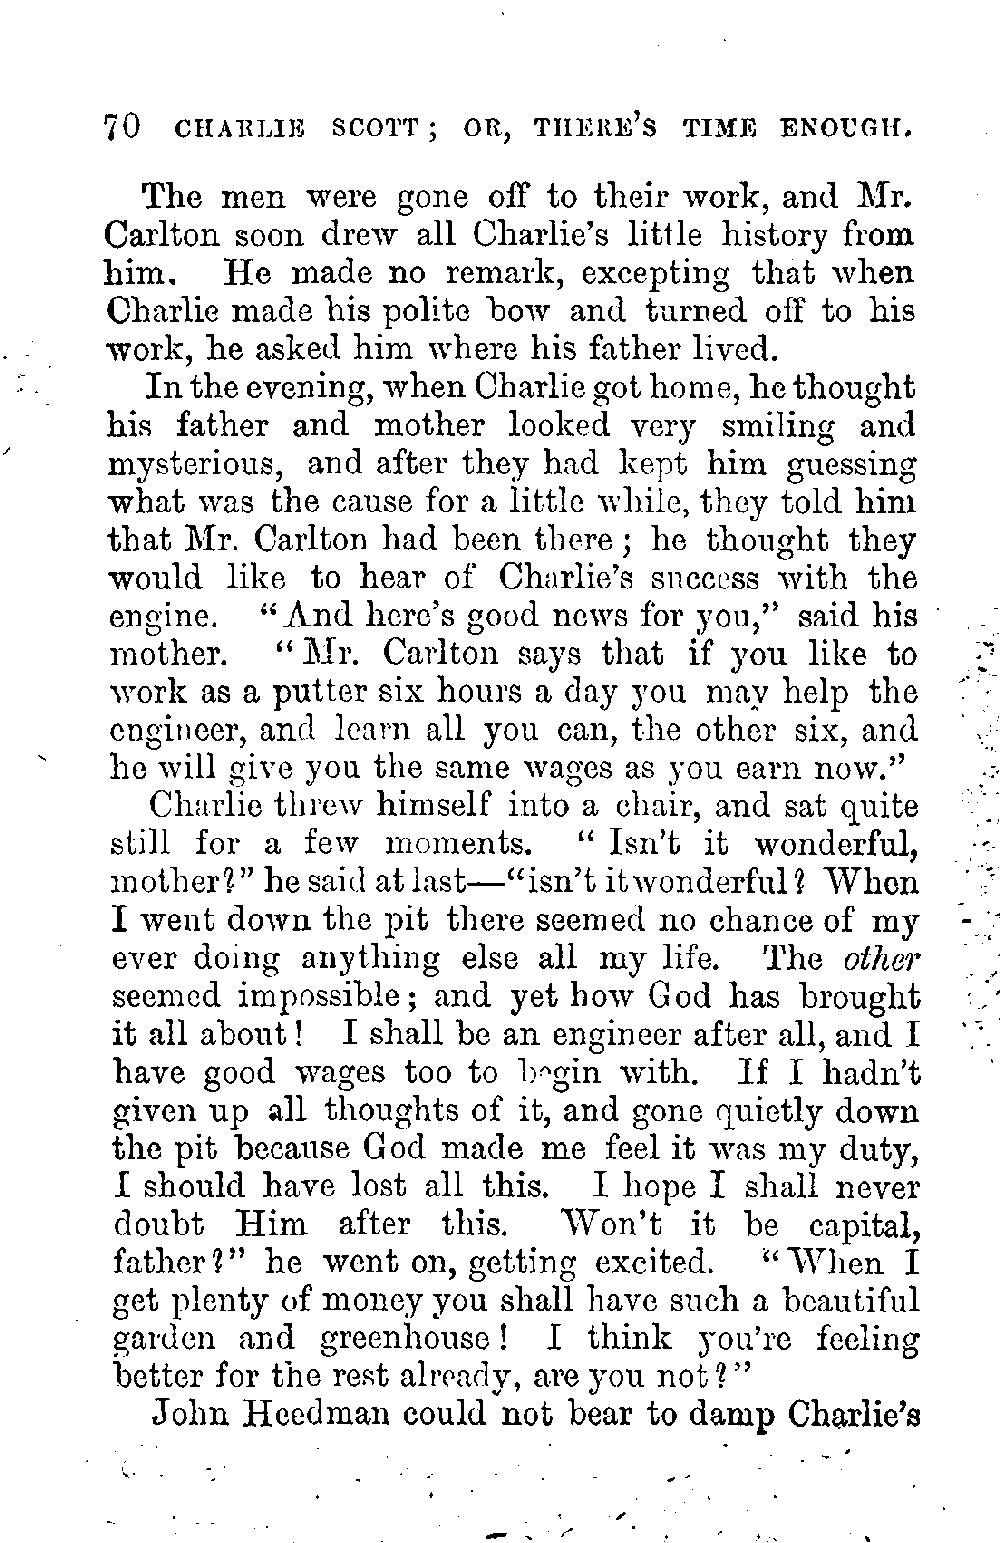 70 CHARLIE SCOTT; OR, THERE'S TIME ENOUGH.
The men were gone off to their work, and Mr.
Carlton soon drew all Charlie's little history from
him. He made no remark, excepting that when
Charlie made his polite bow and turned off to his
work, he asked him where his father lived.
In the evening, when Charlie got home, he thought
his father and mother looked very smiling and
mysterious, and after they had kept him guessing
what was the cause for a little while, they told him
that Mr. Carlton had been there; he thought they
would like to hear of Charlie's success with the
engine. "And here's good news for you," said his
mother. "Mr. Carlton says that if you like to
work as a putter six hours a day you may help the
engineer, and learn all you can, the other six, and
he will give you the same wages as you earn now."
Charlie threw himself into a chair, and sat quite
still for a few moments. "Isn't it wonderful,
mother?" he said at last—"isn't it wonderful? When
I went down the pit there seemed no chance of my
ever doing anything else all my life. The other
seemed impossible; and yet how God has brought
it all about! I shall be an engineer after all, and I
have good wages too to begin with. If I hadn't
given up all thoughts of it, and gone quietly down
the pit because God made me feel it was my duty,
I should have lost all this. I hope I shall never
doubt Him after this. Won't it be capital,
father?" he went on, getting excited. "When I
get plenty of money you shall have such a beautiful
garden and greenhouse! I think you're feeling
better for the rest already, are you not?"
John Heedman could not bear to damp Charlie's